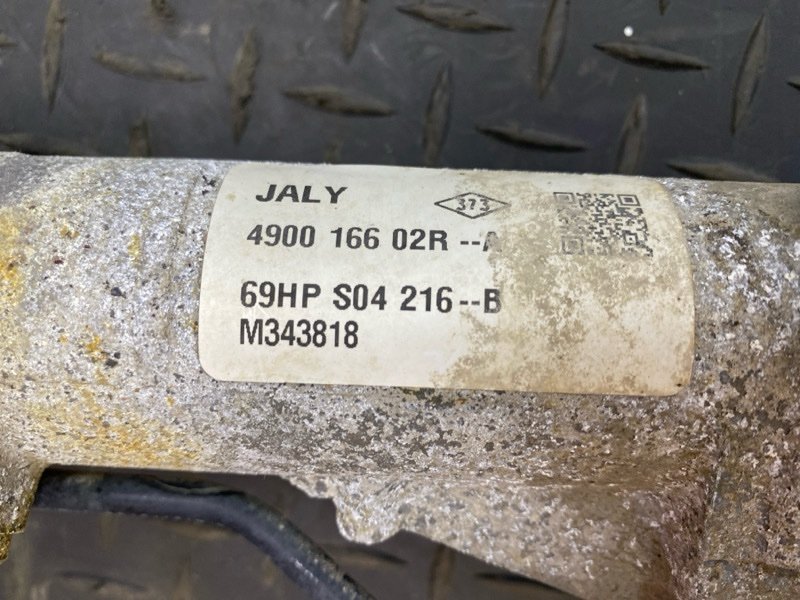 JALY 373
4900 166 02R --A
69HP S04 216 --B
M343818